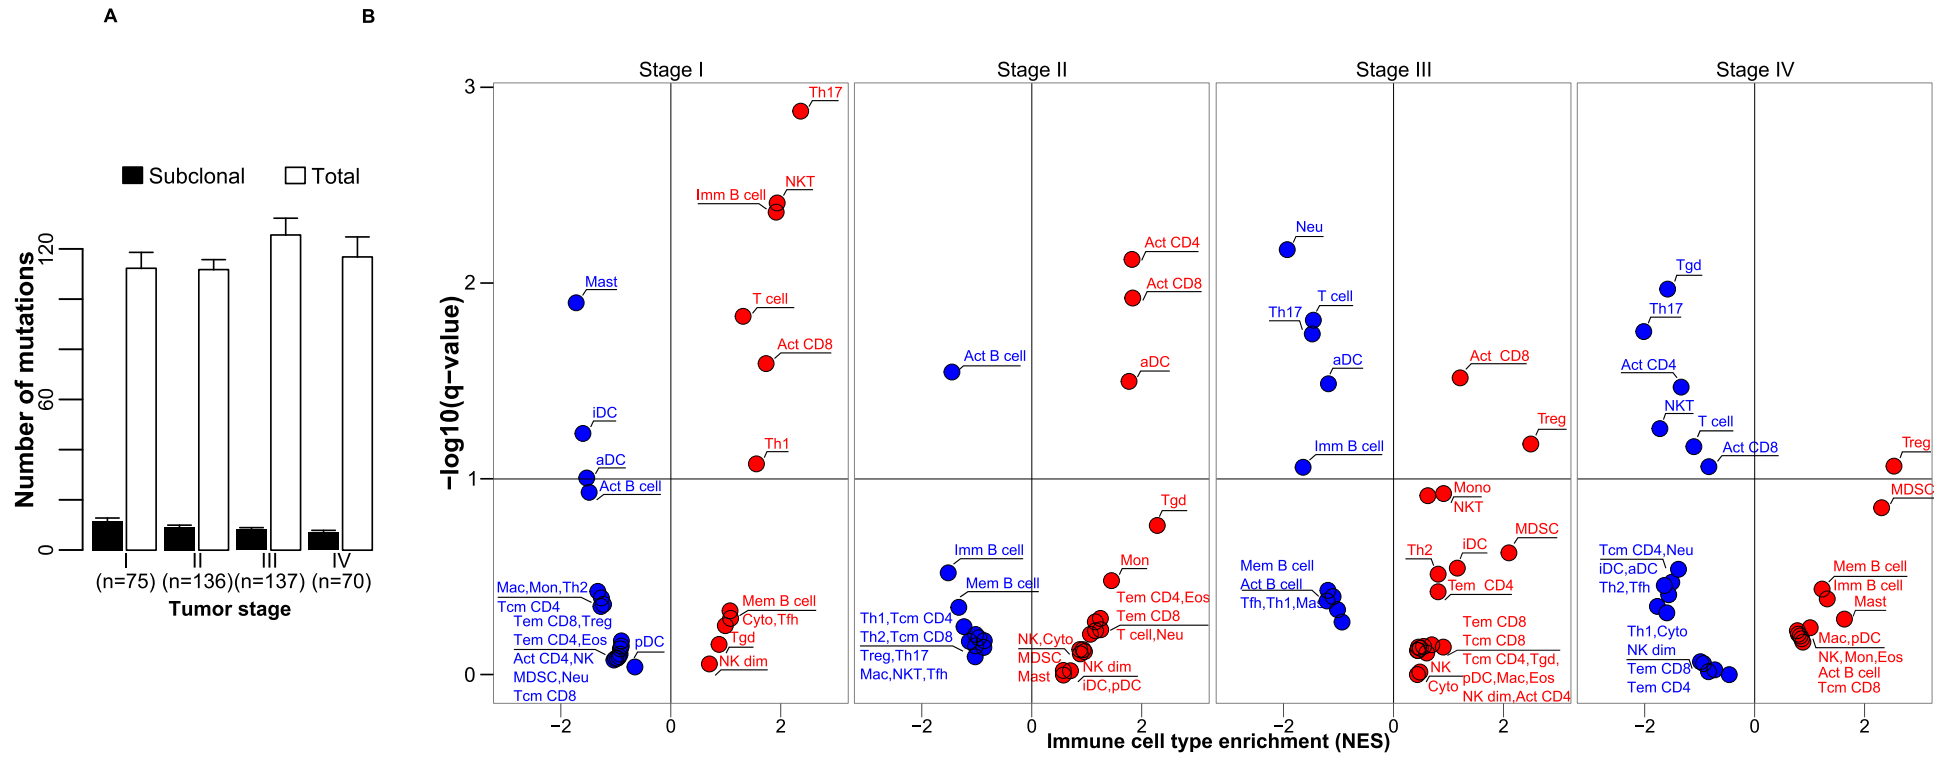 A
B
Subclonal
Total
Number of mutations
0
60
120
I
II
III
IV
(n=75)
(n=136)
(n=137)
(n=70)
Tumor stage
−log10(q−value)
3
2
1
0
Stage I
Th17
NKT
Imm B cell
Mast
T cell
Act CD8
iDC
Th1
aDC
Act B cell
Mac,Mon,Th2
Tcm CD4
Tem CD8,Treg
Tem CD4,Eos
Act CD4,NK
MDSC,Neu
Tcm CD8
pDC
Mem B cell
Cyto,Tfh
Tgd
NK dim
−2
0
2
Stage II
Act CD4
Act CD8
Act B cell
aDC
Tgd
Imm B cell
Mon
Mem B cell
Tem CD4,Eos
Tem CD8
T cell,Neu
Th1,Tcm CD4
Th2,Tcm CD8
Treg,Th17
Mac,NKT,Tfh
NK,Cyto
MDSC
Mast
NK dim
iDC,pDC
−2
0
2
Stage III
Neu
T cell
Th17
aDC
Act  CD8
Treg
Imm B cell
Mono
NKT
MDSC
iDC
Th2
Tem  CD4
Mem B cell
Act B cell
Tfh,Th1,Mast
Tem CD8
Tcm CD8
Tcm CD4,Tgd,
NK
pDC,Mac,Eos
Cyto
NK dim,Act CD4
−2
0
2
Stage IV
Tgd
Th17
Act CD4
NKT
T cell
Act CD8
Treg
MDSC
Tcm CD4,Neu
iDC,aDC
Th2,Tfh
Mem B cell
Imm B cell
Mast
Th1,Cyto
NK dim
Tem CD8
Tem CD4
Mac,pDC
NK,Mon,Eos
Act B cell
Tcm CD8
−2
0
2
Immune cell type enrichment (NES)